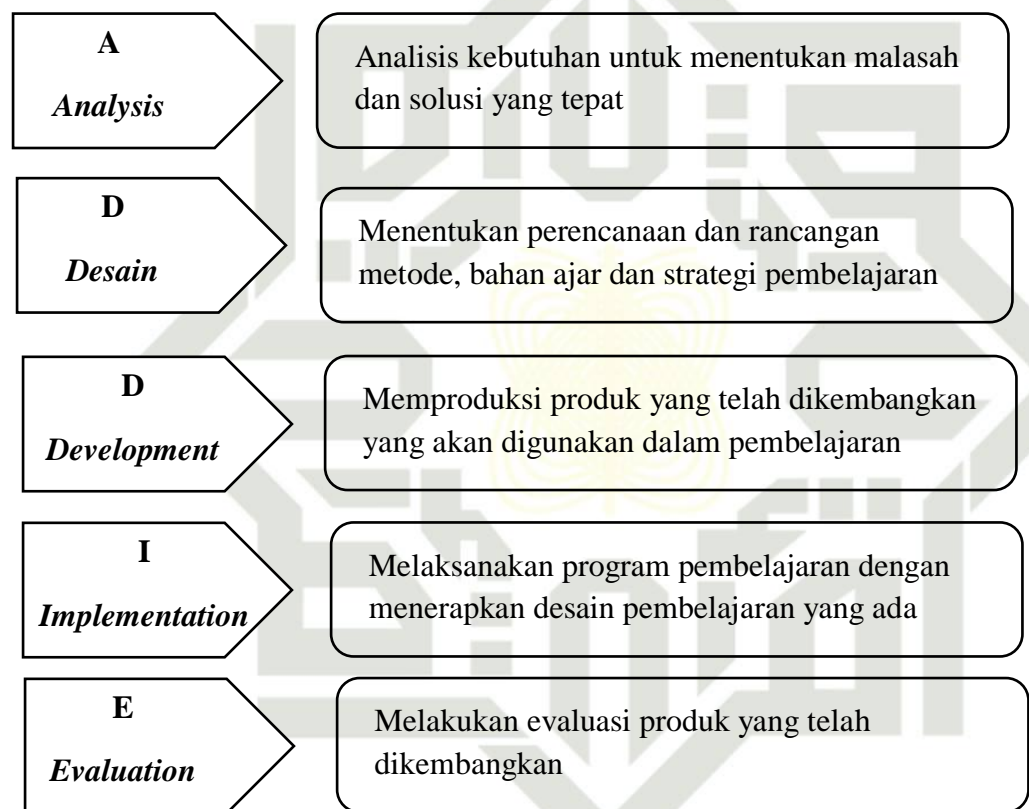 A
Analysis
Analisis kebutuhan untuk menentukan malasah
dan solusi yang tepat
D
Desain
Menentukan perencanaan dan rancangan
metode, bahan ajar dan strategi pembelajaran
D
Development
Memproduksi produk yang telah dikembangkan
yang akan digunakan dalam pembelajaran
I
Implementation
Melaksanakan program pembelajaran dengan
menerapkan desain pembelajaran yang ada
E
Evaluation
Melakukan evaluasi produk yang telah
dikembangkan